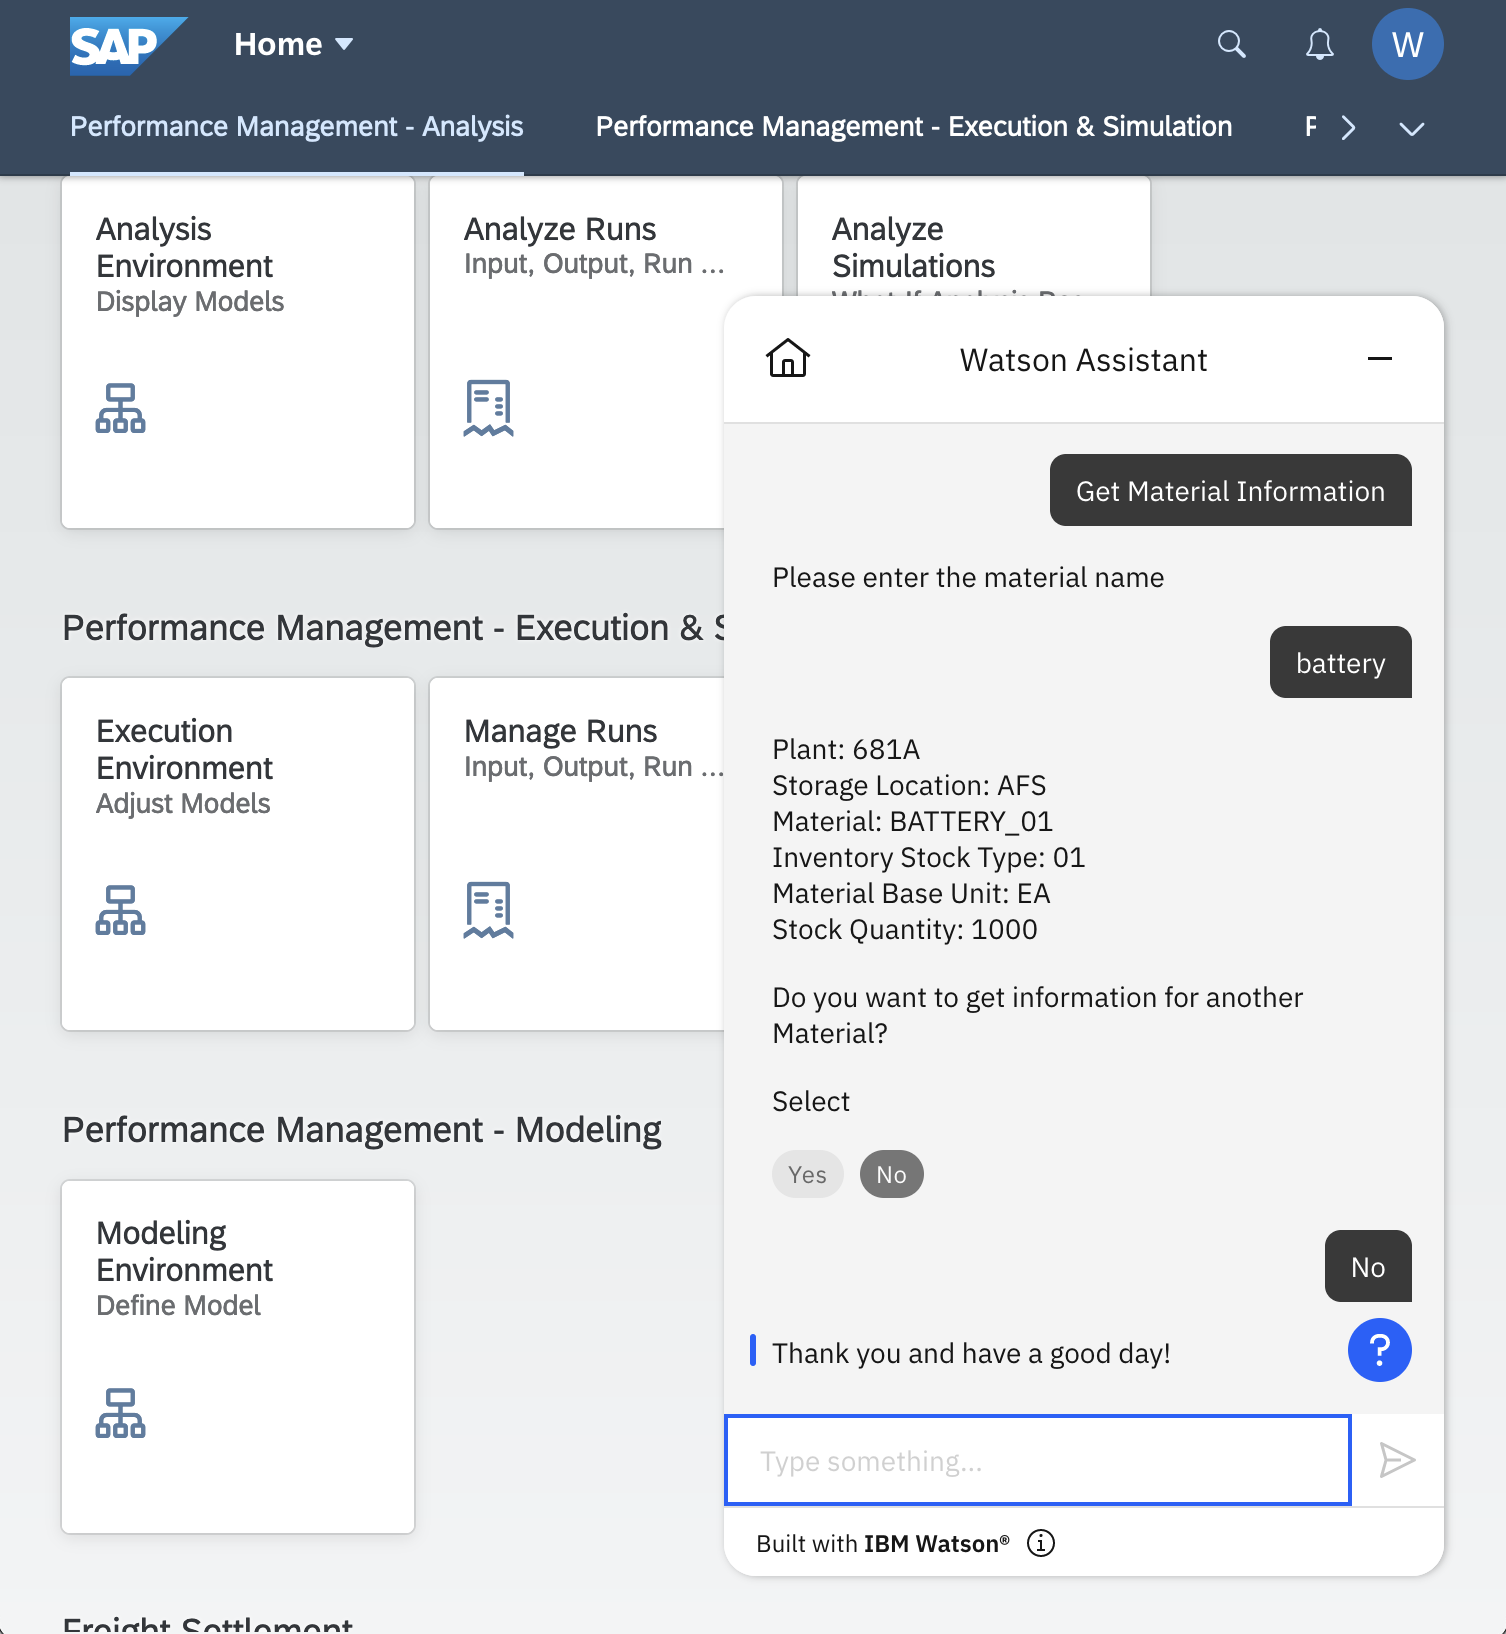 SAP
Home
W
Performance Management - Analysis
Performance Management - Execution & Simulation
Analysis
Environment
Display Models
Analyze Runs
Input, Output, Run ...
Analyze
Simulations
Performance Management - Execution &
Execution
Environment
Adjust Models
Manage Runs
Input, Output, Run ...
Performance Management - Modeling
Modeling
Environment
Define Model
Freight Settlement
Watson Assistant
Get Material Information
Please enter the material name
battery
Plant: 681A
Storage Location: AFS
Material: BATTERY_01
Inventory Stock Type: 01
Material Base Unit: EA
Stock Quantity: 1000
Do you want to get information for another
Material?
Select
Yes
No
No
Thank you and have a good day!
?
Type something...
Built with IBM Watson®